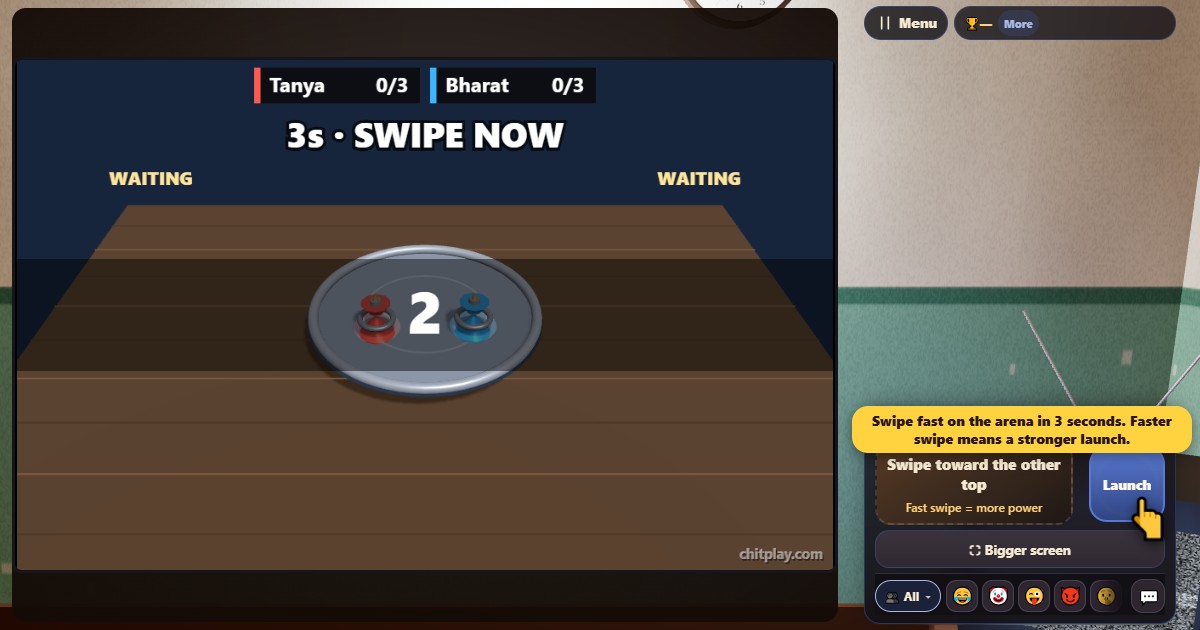 Menu
— More
Tanya 0/3
Bharat 0/3
3s · SWIPE NOW
WAITING
WAITING
2
chitplay.com
Swipe fast on the arena in 3 seconds. Faster
swipe means a stronger launch.
Swipe toward the other
top
Fast swipe = more power
Launch
Bigger screen
All